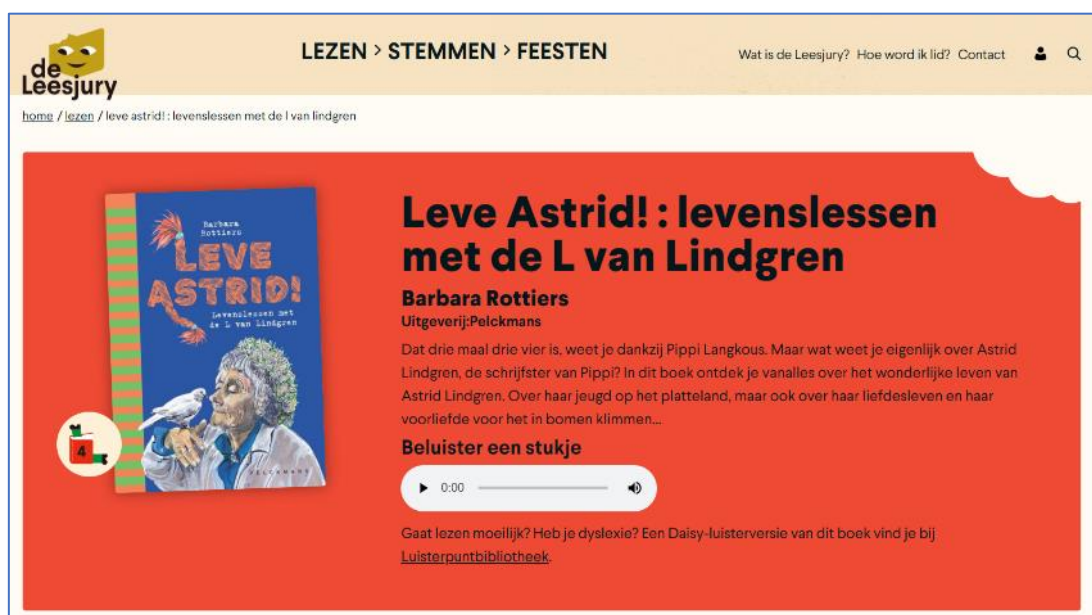 de
Leesjury
LEZEN > STEMMEN > FEESTEN
Wat is de Leesjury? Hoe word ik lid? Contact
home / lezen / leve astrid! : levenslessen met de l van lindgren
Barbara
Rottiers
LEVE
ASTRID!
Levenslessen met
de L van Lindgren
PELCKMANS
4
Leve Astrid! : levenslessen
met de L van Lindgren
Barbara Rottiers
Uitgeverij:Pelckmans
Dat drie maal drie vier is, weet je dankzij Pippi Langkous. Maar wat weet je eigenlijk over Astrid
Lindgren, de schrijfster van Pippi? In dit boek ontdek je vanalles over het wonderlijke leven van
Astrid Lindgren. Over haar jeugd op het platteland, maar ook over haar liefdesleven en haar
voorliefde voor het in bomen klimmen...
Beluister een stukje
0:00
Gaat lezen moeilijk? Heb je dyslexie? Een Daisy-luisterversie van dit boek vind je bij
Luisterpuntbibliotheek.